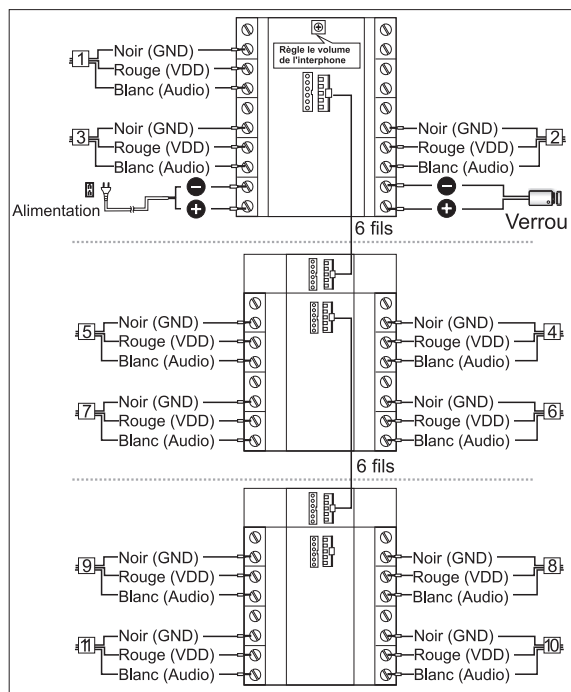 Règle le volume
de l'interphone
1
Noir (GND)
Rouge (VDD)
Blanc (Audio)
3
Noir (GND)
Rouge (VDD)
Blanc (Audio)
Noir (GND)
Rouge (VDD)
Blanc (Audio)
2
Alimentation
Verrou
6 fils
5
Noir (GND)
Rouge (VDD)
Blanc (Audio)
Noir (GND)
Rouge (VDD)
Blanc (Audio)
4
7
Noir (GND)
Rouge (VDD)
Blanc (Audio)
Noir (GND)
Rouge (VDD)
Blanc (Audio)
6
6 fils
9
Noir (GND)
Rouge (VDD)
Blanc (Audio)
Noir (GND)
Rouge (VDD)
Blanc (Audio)
8
11
Noir (GND)
Rouge (VDD)
Blanc (Audio)
Noir (GND)
Rouge (VDD)
Blanc (Audio)
10